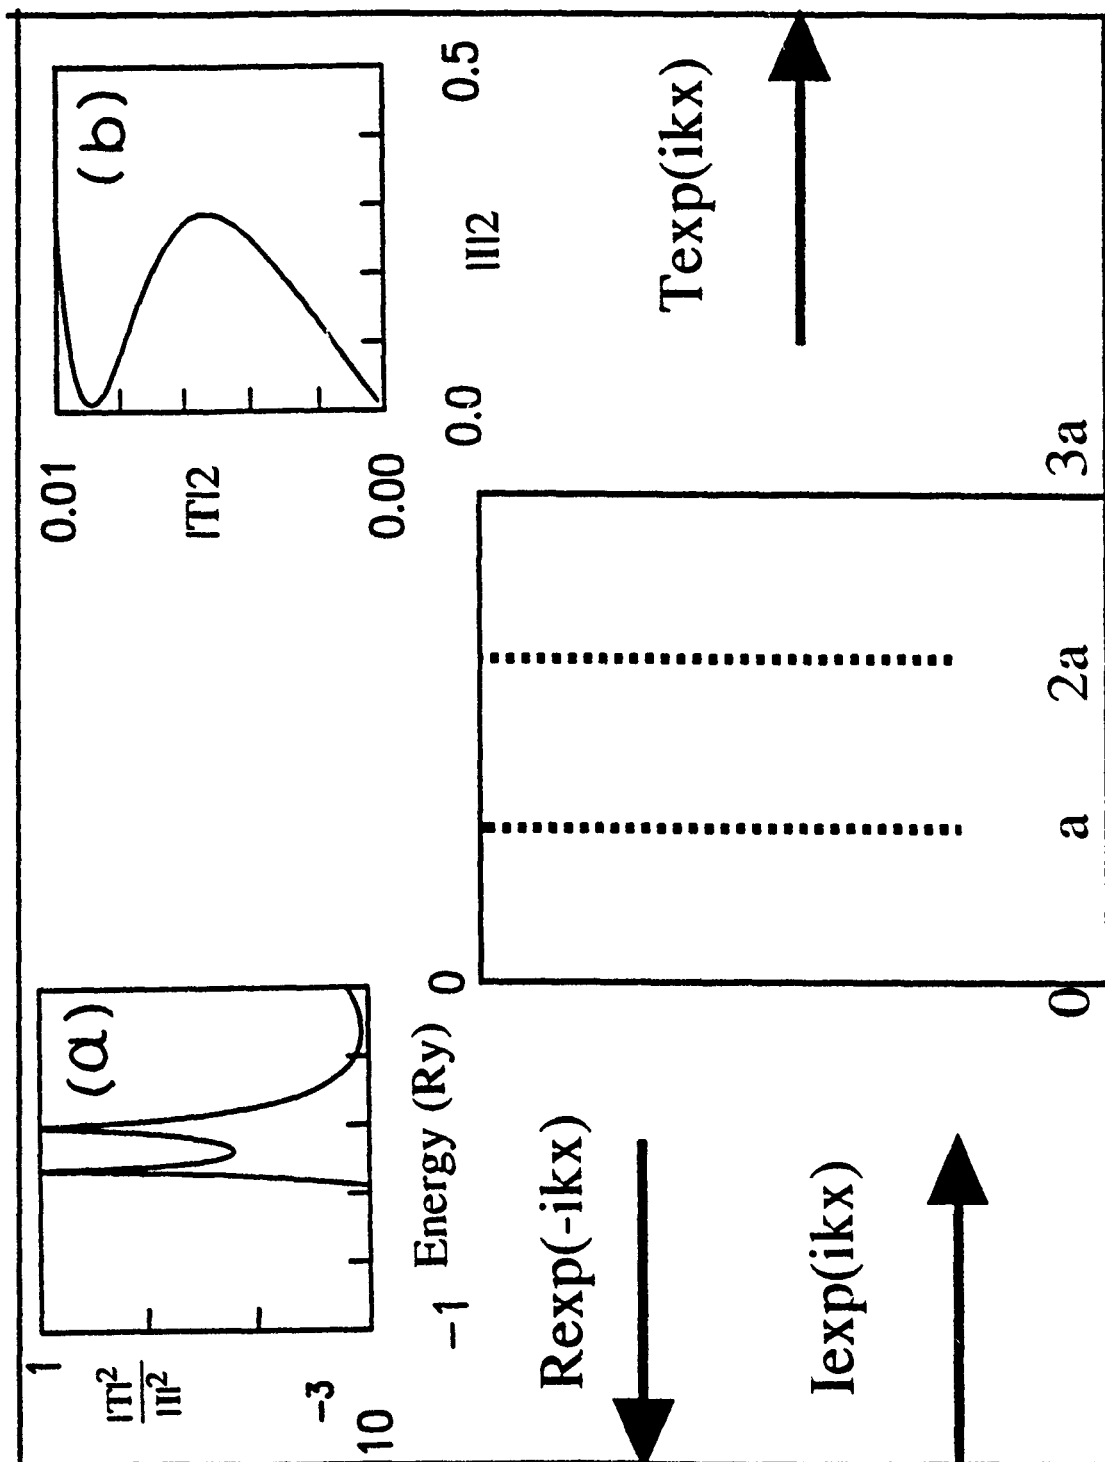 1
|T|²
|I|²
-3
10
(a)
-1 Energy (Ry) 0
0.01
|T|2
0.00
(b)
0.0 |I|2 0.5
Rexp(-ikx)
Iexp(ikx)
Texp(ikx)
0 a 2a 3a